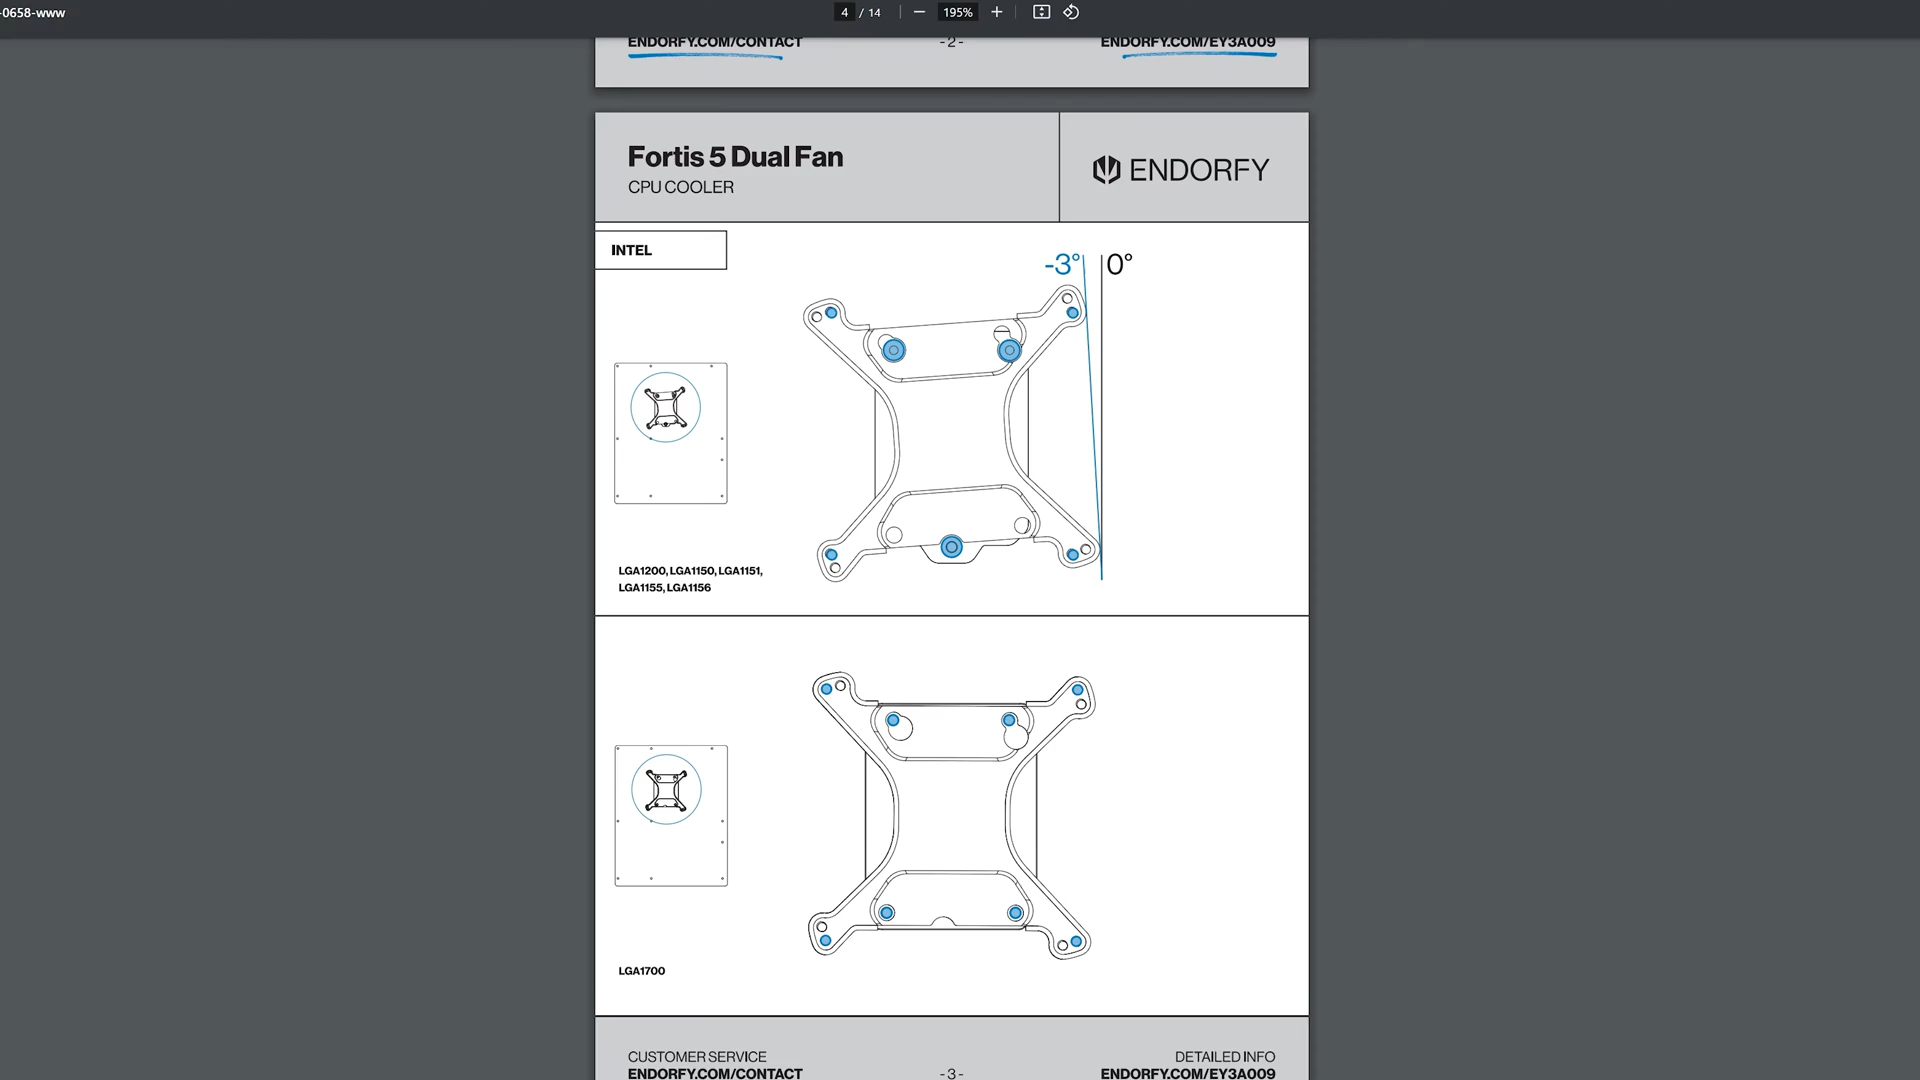 -0658-www
4 / 14
195%
ENDORFY.COM/CONTACT
-2-
ENDORFY.COM/EY3A009
Fortis 5 Dual Fan
CPU COOLER
ENDORFY
INTEL
-3°
0°
LGA1200, LGA1150, LGA1151,
LGA1155, LGA1156
LGA1700
CUSTOMER SERVICE
DETAILED INFO
ENDORFY.COM/CONTACT
-3-
ENDORFY.COM/EY3A009